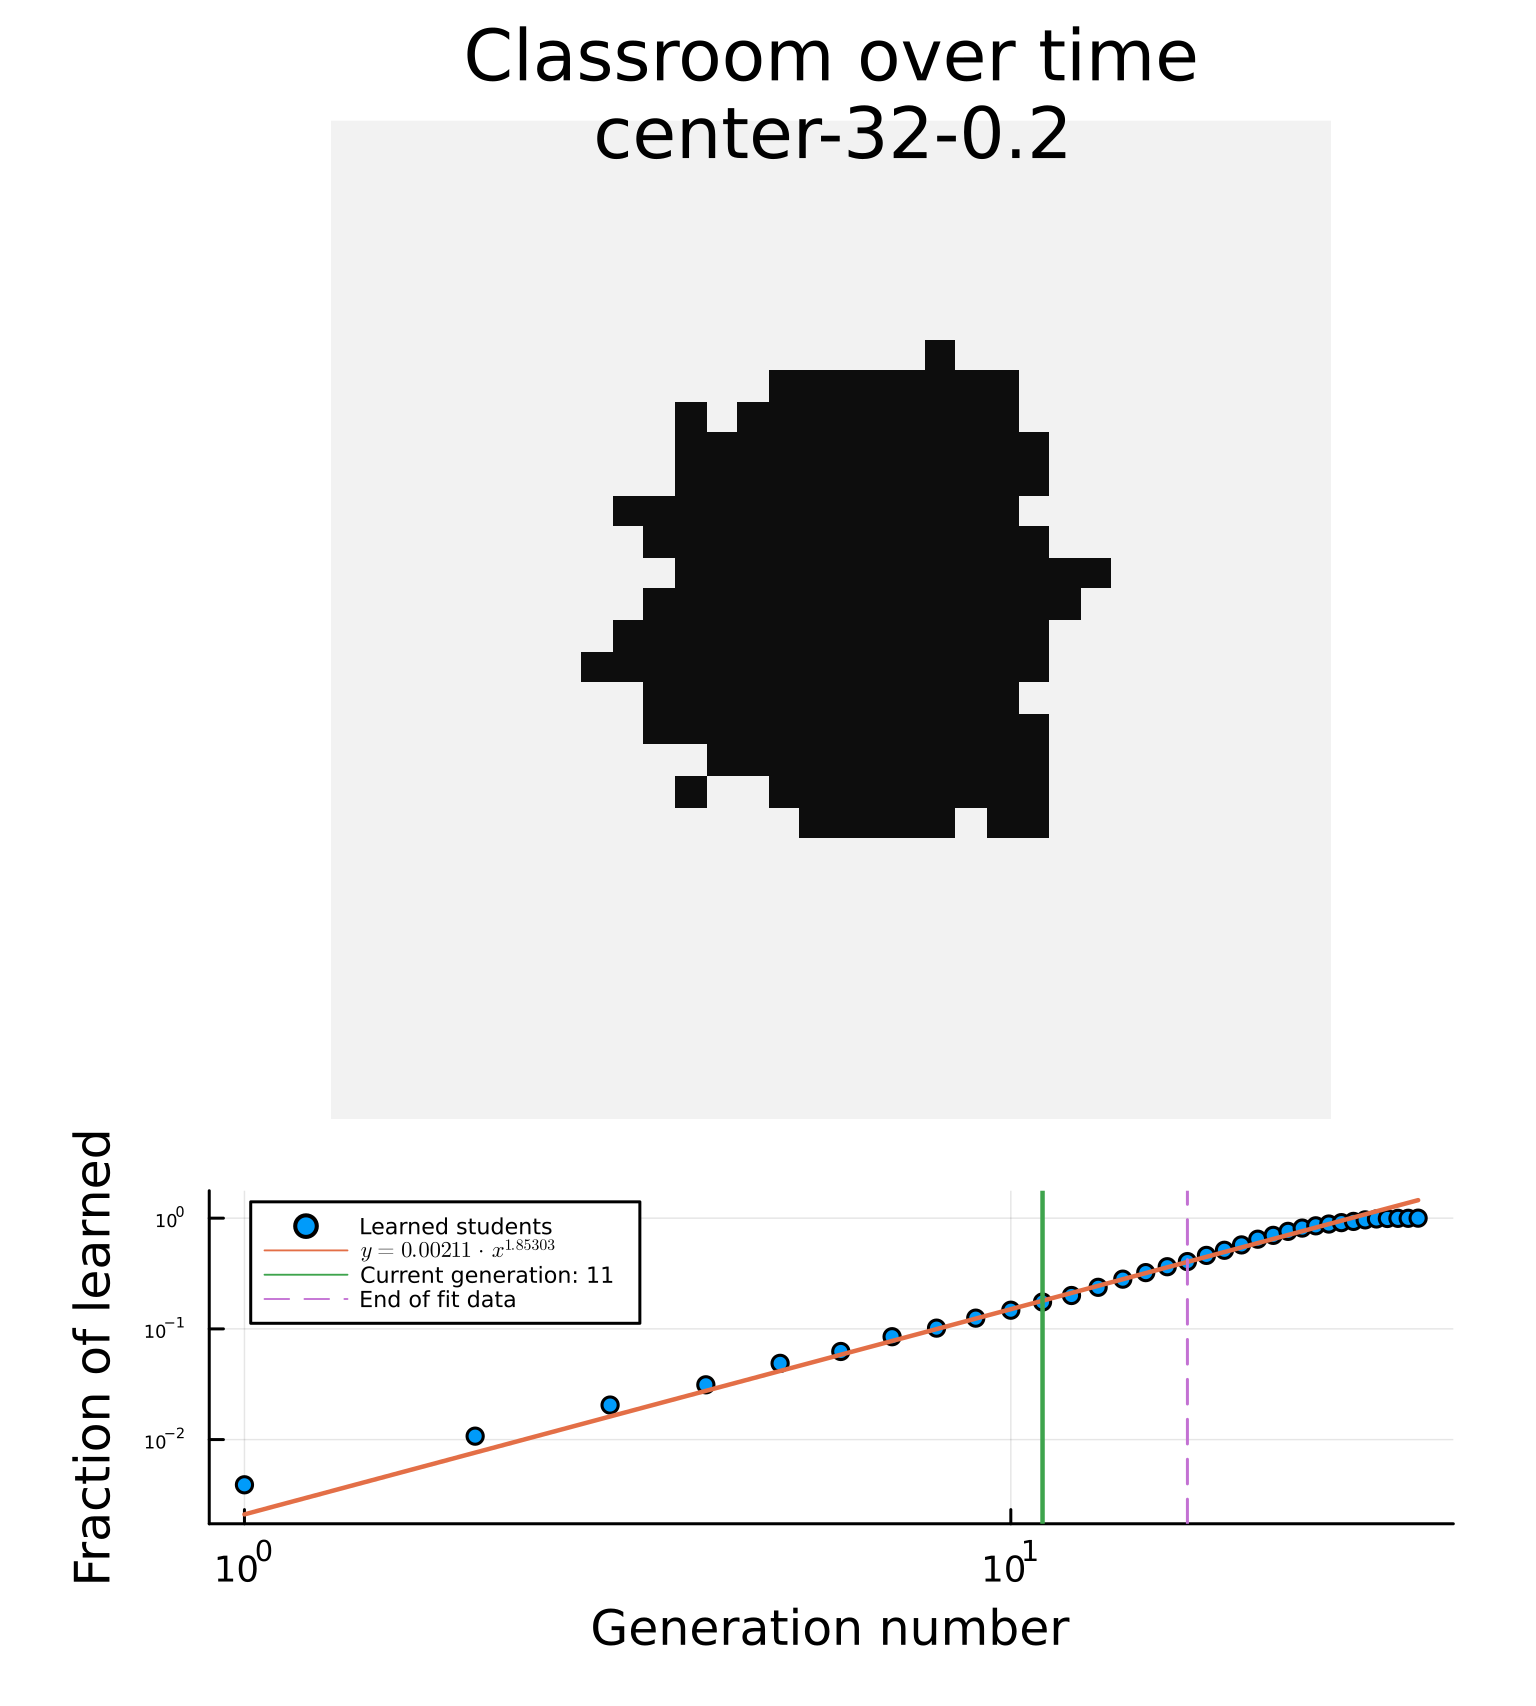 Classroom over time
center-32-0.2
Fraction of learned
10^0
10^-1
10^-2
Learned students
y = 0.00211 · x^1.85303
Current generation: 11
End of fit data
10^0
10^1
Generation number